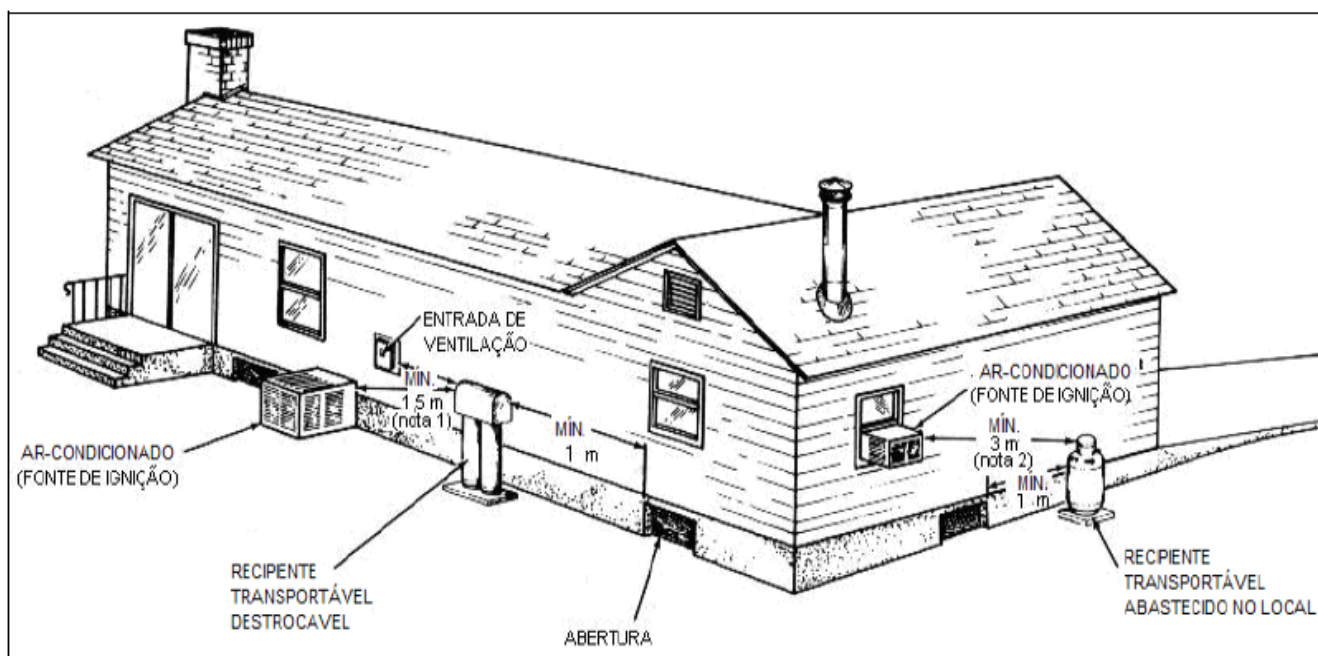 ENTRADA DE
VENTILAÇÃO
MÍN.
1,5 m
(nota 1)
MÍN.
1 m
AR-CONDICIONADO
(FONTE DE IGNIÇÃO)
MÍN.
3 m
(nota 2)
MÍN.
1 m
AR-CONDICIONADO
(FONTE DE IGNIÇÃO)
RECIPIENTE
TRANSPORTÁVEL
DESTROCAVEL
ABERTURA
RECIPIENTE
TRANSPORTÁVEL
ABASTECIDO NO LOCAL